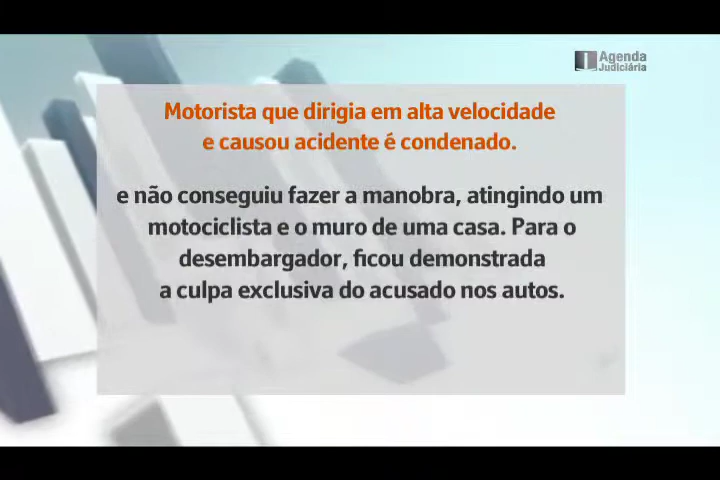 Agenda
Judiciária
Motorista que dirigia em alta velocidade
e causou acidente é condenado.
e não conseguiu fazer a manobra, atingindo um
motociclista e o muro de uma casa. Para o
desembargador, ficou demonstrada
a culpa exclusiva do acusado nos autos.